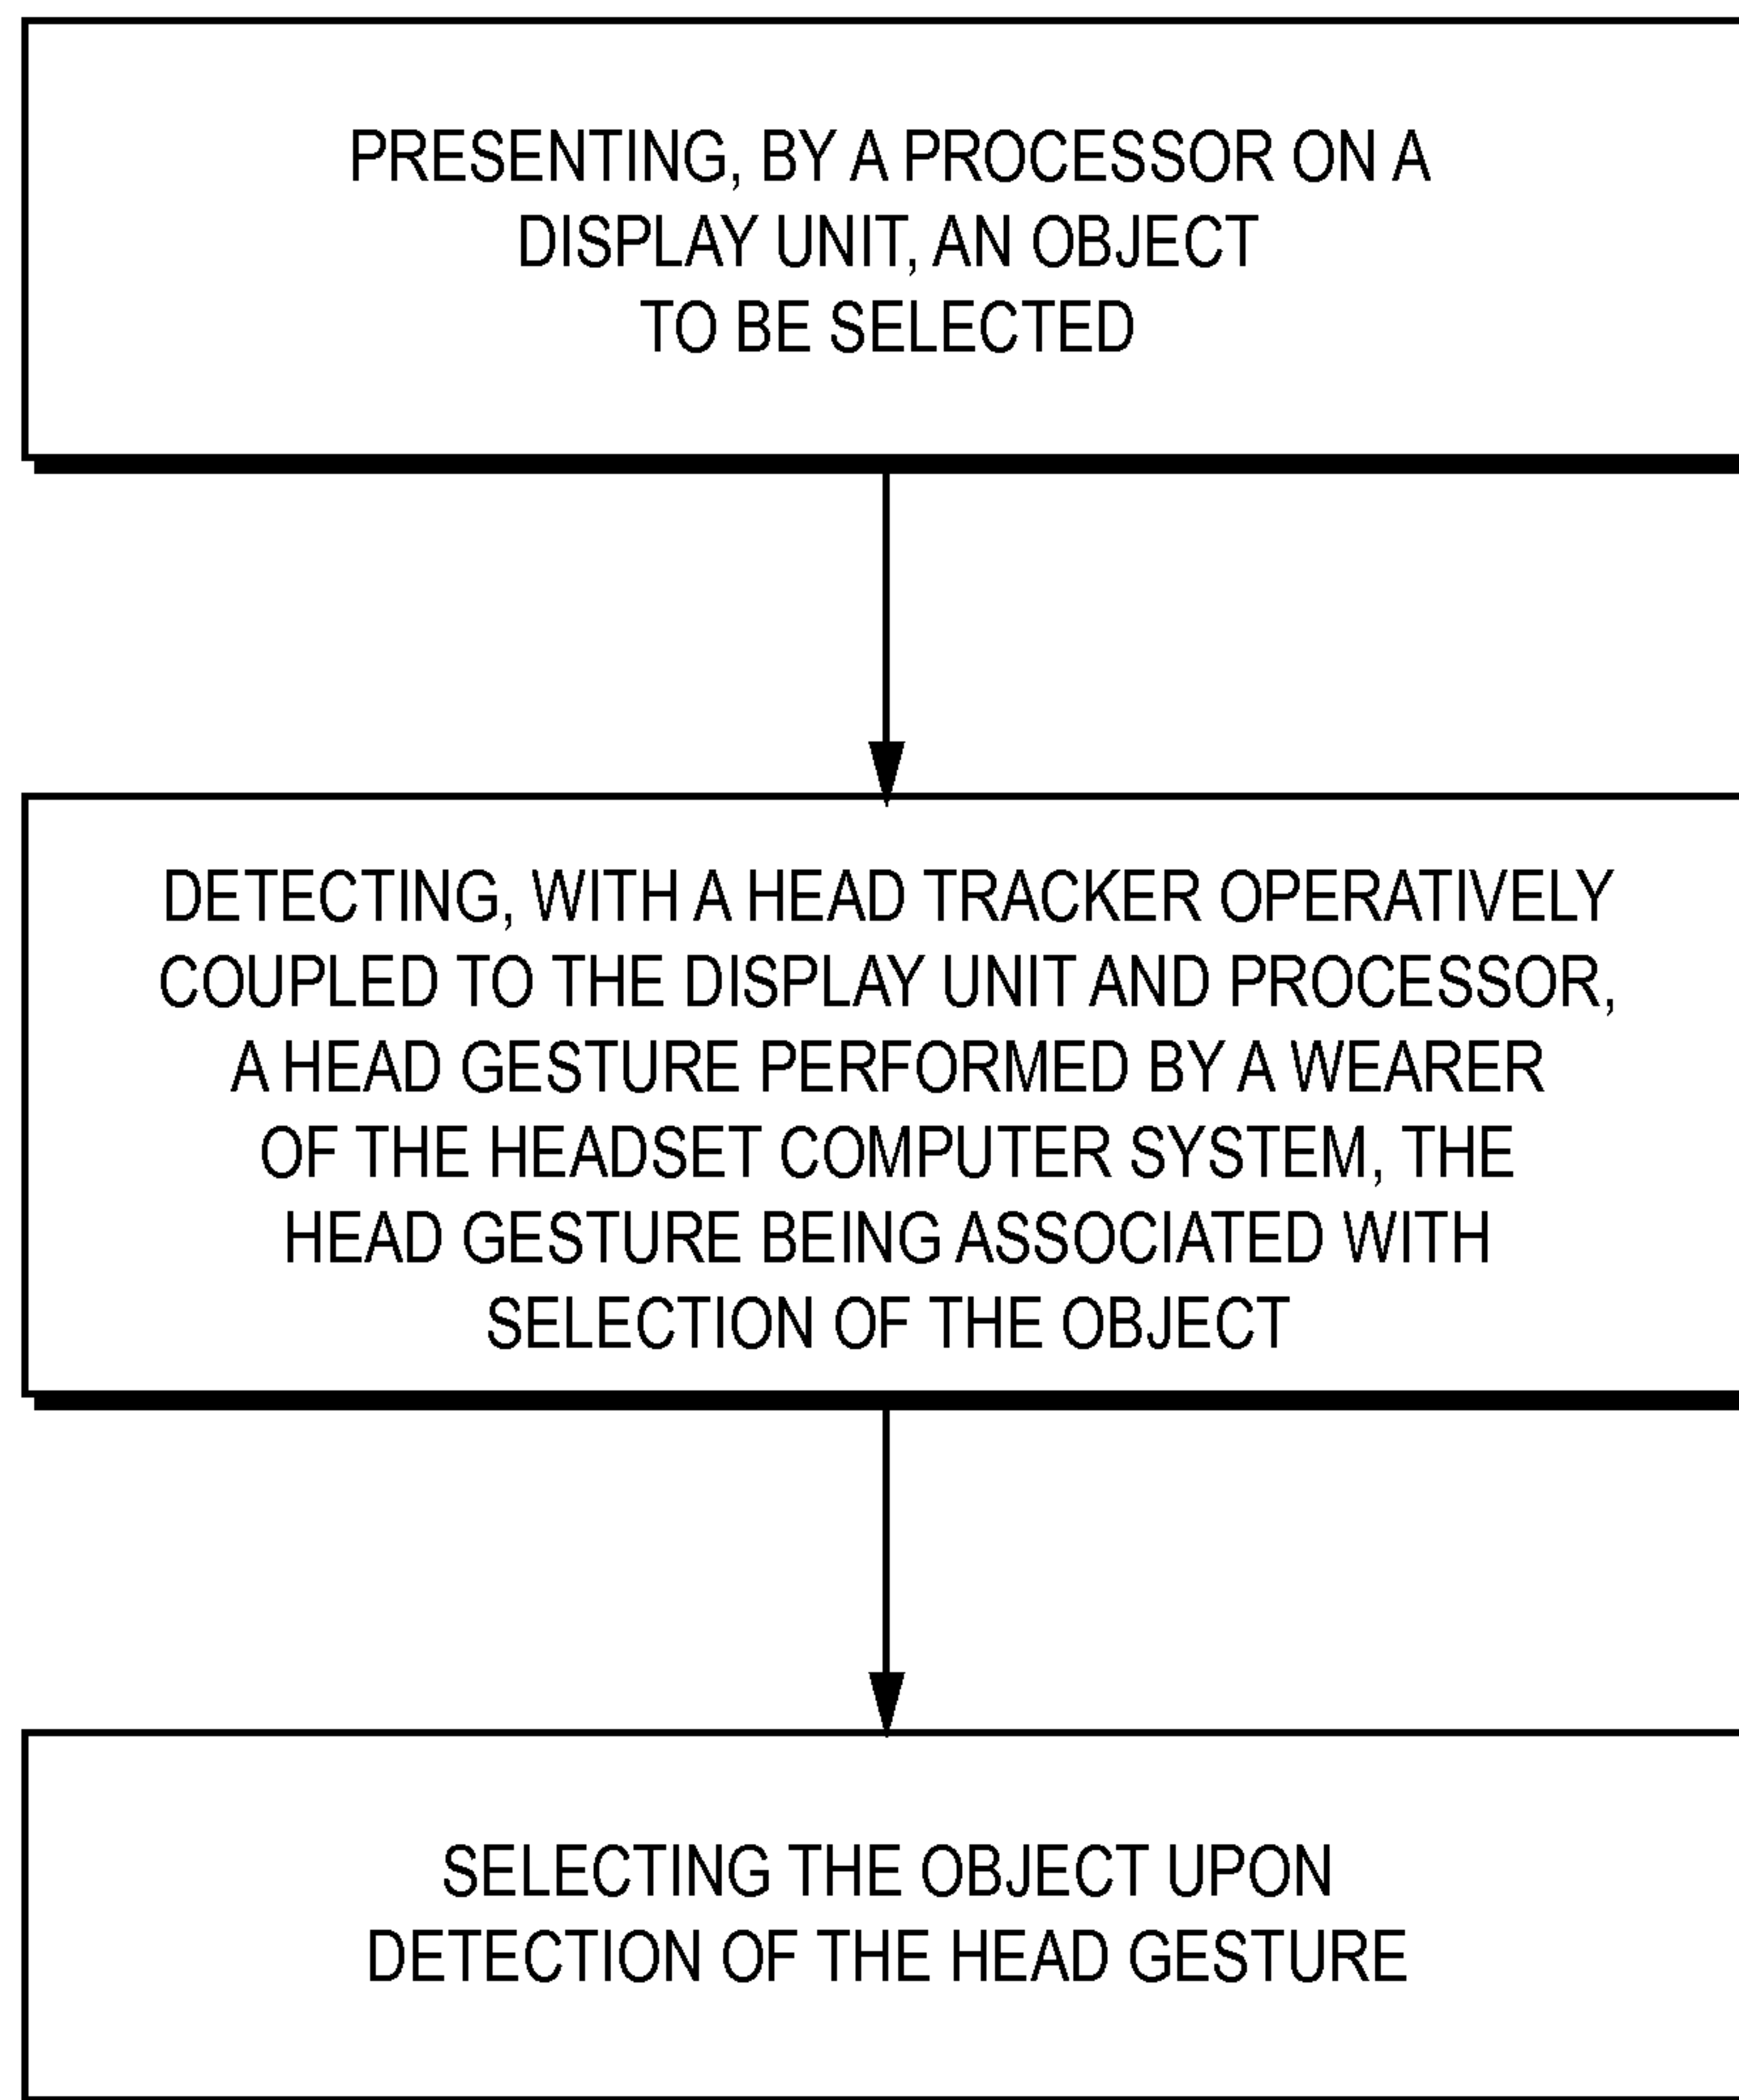 PRESENTING, BY A PROCESSOR ON A
DISPLAY UNIT, AN OBJECT
TO BE SELECTED
DETECTING, WITH A HEAD TRACKER OPERATIVELY
COUPLED TO THE DISPLAY UNIT AND PROCESSOR,
A HEAD GESTURE PERFORMED BY A WEARER
OF THE HEADSET COMPUTER SYSTEM, THE
HEAD GESTURE BEING ASSOCIATED WITH
SELECTION OF THE OBJECT
SELECTING THE OBJECT UPON
DETECTION OF THE HEAD GESTURE